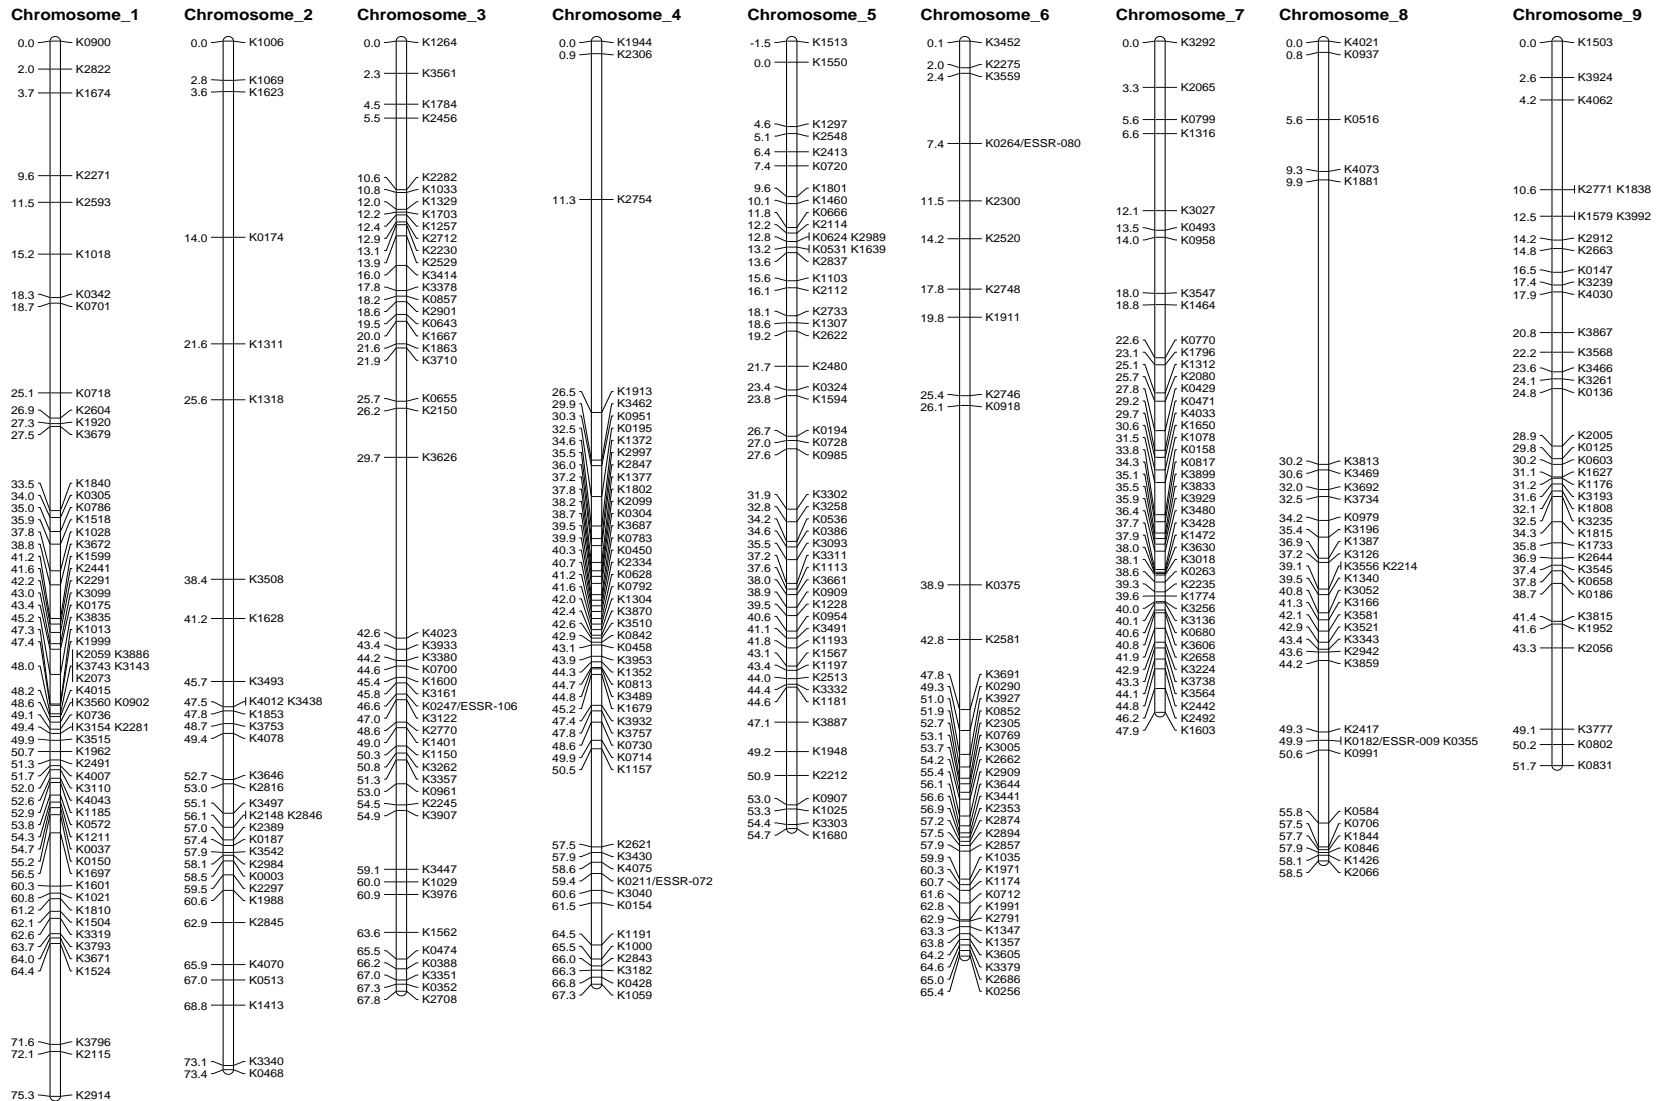 Chromosome_1
0.0 K0900
2.0 K2822
3.7 K1674
9.6 K2271
11.5 K2593
15.2 K1018
18.3 K0342
18.7 K0701
25.1 K0718
26.9 K2604
27.3 K1920
27.5 K3679
33.5 K1840
34.0 K0305
35.0 K0786
35.9 K1518
37.8 K1028
38.8 K3672
41.2 K1599
41.6 K2441
42.2 K2291
43.0 K3099
43.4 K0175
45.2 K3835
47.3 K1013
47.4 K1999
K2059 K3886
48.0 K3743 K3143
K2073
48.2 K4015
48.6 K3560 K0902
49.1 K0736
49.4 K3154 K2281
49.9 K3515
50.7 K1962
51.3 K2491
51.7 K4007
52.0 K3110
52.6 K4043
52.9 K1185
53.8 K0572
54.3 K1211
54.7 K0037
55.2 K0150
56.5 K1697
60.3 K1601
60.8 K1021
61.2 K1810
62.1 K1504
62.6 K3319
63.7 K3793
64.0 K3671
64.4 K1524
71.6 K3796
72.1 K2115
75.3 K2914
Chromosome_2
0.0 K1006
2.8 K1069
3.6 K1623
14.0 K0174
21.6 K1311
25.6 K1318
38.4 K3508
41.2 K1628
45.7 K3493
47.5 K4012 K3438
47.8 K1853
48.7 K3753
49.4 K4078
52.7 K3646
53.0 K2816
55.1 K3497
56.1 K2148 K2846
57.0 K2389
57.4 K0187
57.9 K3542
58.1 K2984
58.5 K0003
59.5 K2297
60.6 K1988
62.9 K2845
65.9 K4070
67.0 K0513
68.8 K1413
73.1 K3340
73.4 K0468
Chromosome_3
0.0 K1264
2.3 K3561
4.5 K1784
5.5 K2456
10.6 K2282
10.8 K1033
12.0 K1329
12.2 K1703
12.4 K1257
12.9 K2712
13.1 K2230
13.9 K2529
16.0 K3414
17.8 K3378
18.2 K0857
18.6 K2901
19.5 K0643
20.0 K1667
21.6 K1863
21.9 K3710
25.7 K0655
26.2 K2150
29.7 K3626
42.6 K4023
43.4 K3933
44.2 K3380
44.6 K0700
45.4 K1600
45.8 K3161
46.6 K0247/ESSR-106
47.0 K3122
48.6 K2770
49.0 K1401
50.3 K1150
50.8 K3262
51.3 K3357
53.0 K0961
54.5 K2245
54.9 K3907
59.1 K3447
60.0 K1029
60.9 K3976
63.6 K1562
65.5 K0474
66.2 K0388
67.0 K3351
67.3 K0352
67.8 K2708
Chromosome_4
0.0 K1944
0.9 K2306
11.3 K2754
26.5 K1913
29.9 K3462
30.3 K0951
32.5 K0195
34.6 K1372
35.5 K2997
36.0 K2847
37.2 K1377
37.8 K1802
38.2 K2099
38.7 K0304
39.5 K3687
39.9 K0783
40.3 K0450
40.7 K2334
41.2 K0628
41.6 K0792
42.0 K1304
42.4 K3870
42.6 K3510
42.9 K0842
43.1 K0458
43.9 K3953
44.3 K1352
44.7 K0813
44.8 K3489
45.2 K1679
47.4 K3932
47.8 K3757
48.6 K0730
49.9 K0714
50.5 K1157
57.5 K2621
57.9 K3430
58.6 K4075
59.4 K0211/ESSR-072
60.6 K3040
61.5 K0154
64.5 K1191
65.5 K1000
66.0 K2843
66.3 K3182
66.8 K0428
67.3 K1059
Chromosome_5
-1.5 K1513
0.0 K1550
4.6 K1297
5.1 K2548
6.4 K2413
7.4 K0720
9.6 K1801
10.1 K1460
11.8 K0666
12.2 K2114
12.8 K0624 K2989
13.2 K0531 K1639
13.6 K2837
15.6 K1103
16.1 K2112
18.1 K2733
18.6 K1307
19.2 K2622
21.7 K2480
23.4 K0324
23.8 K1594
26.7 K0194
27.0 K0728
27.6 K0985
31.9 K3302
32.8 K3258
34.2 K0536
34.6 K0386
35.5 K3093
37.2 K3311
37.6 K1113
38.0 K3661
38.9 K0909
39.5 K1228
40.6 K0954
41.1 K3491
41.8 K1193
43.1 K1567
43.4 K1197
44.0 K2513
44.4 K3332
44.6 K1181
47.1 K3887
49.2 K1948
50.9 K2212
53.0 K0907
53.3 K1025
54.4 K3303
54.7 K1680
Chromosome_6
0.1 K3452
2.0 K2275
2.4 K3559
7.4 K0264/ESSR-080
11.5 K2300
14.2 K2520
17.8 K2748
19.8 K1911
25.4 K2746
26.1 K0918
38.9 K0375
42.8 K2581
47.8 K3691
49.3 K0290
51.0 K3927
51.9 K0852
52.7 K2305
53.1 K0769
53.7 K3005
54.2 K2662
55.4 K2909
56.1 K3644
56.6 K3441
56.9 K2353
57.2 K2874
57.5 K2894
57.9 K2857
59.9 K1035
60.3 K1971
60.7 K1174
61.6 K0712
62.8 K1991
62.9 K2791
63.3 K1347
63.8 K1357
64.2 K3605
64.6 K3379
65.0 K2686
65.4 K0256
Chromosome_7
0.0 K3292
3.3 K2065
5.6 K0799
6.6 K1316
12.1 K3027
13.5 K0493
14.0 K0958
18.0 K3547
18.8 K1464
22.6 K0770
23.1 K1796
25.1 K1312
25.7 K2080
27.8 K0429
29.2 K0471
29.7 K4033
30.6 K1650
31.5 K1078
33.8 K0158
34.3 K0817
35.1 K3899
35.5 K3833
35.9 K3929
36.4 K3480
37.7 K3428
37.9 K1472
38.0 K3630
38.1 K3018
38.6 K0263
39.3 K2235
39.6 K1774
40.0 K3256
40.1 K3136
40.6 K0680
40.8 K3606
41.9 K2658
42.9 K3224
43.3 K3738
44.1 K3564
44.8 K2442
46.2 K2492
47.9 K1603
Chromosome_8
0.0 K4021
0.8 K0937
5.6 K0516
9.3 K4073
9.9 K1881
30.2 K3813
30.6 K3469
32.0 K3692
32.5 K3734
34.2 K0979
35.4 K3196
36.9 K1387
37.2 K3126
39.1 K3556 K2214
39.5 K1340
40.8 K3052
41.3 K3166
42.1 K3581
42.9 K3521
43.4 K3343
43.6 K2942
44.2 K3859
49.3 K2417
49.9 K0182/ESSR-009 K0355
50.6 K0991
55.8 K0584
57.5 K0706
57.7 K1844
57.9 K0846
58.1 K1426
58.5 K2066
Chromosome_9
0.0 K1503
2.6 K3924
4.2 K4062
10.6 K2771 K1838
12.5 K1579 K3992
14.2 K2912
14.8 K2663
16.5 K0147
17.4 K3239
17.9 K4030
20.8 K3867
22.2 K3568
23.6 K3466
24.1 K3261
24.8 K0136
28.9 K2005
29.8 K0125
30.2 K0603
31.1 K1627
31.2 K1176
31.6 K3193
32.1 K1808
32.5 K3235
34.3 K1815
35.8 K1733
36.9 K2644
37.4 K3545
37.8 K0658
38.7 K0186
41.4 K3815
41.6 K1952
43.3 K2056
49.1 K3777
50.2 K0802
51.7 K0831